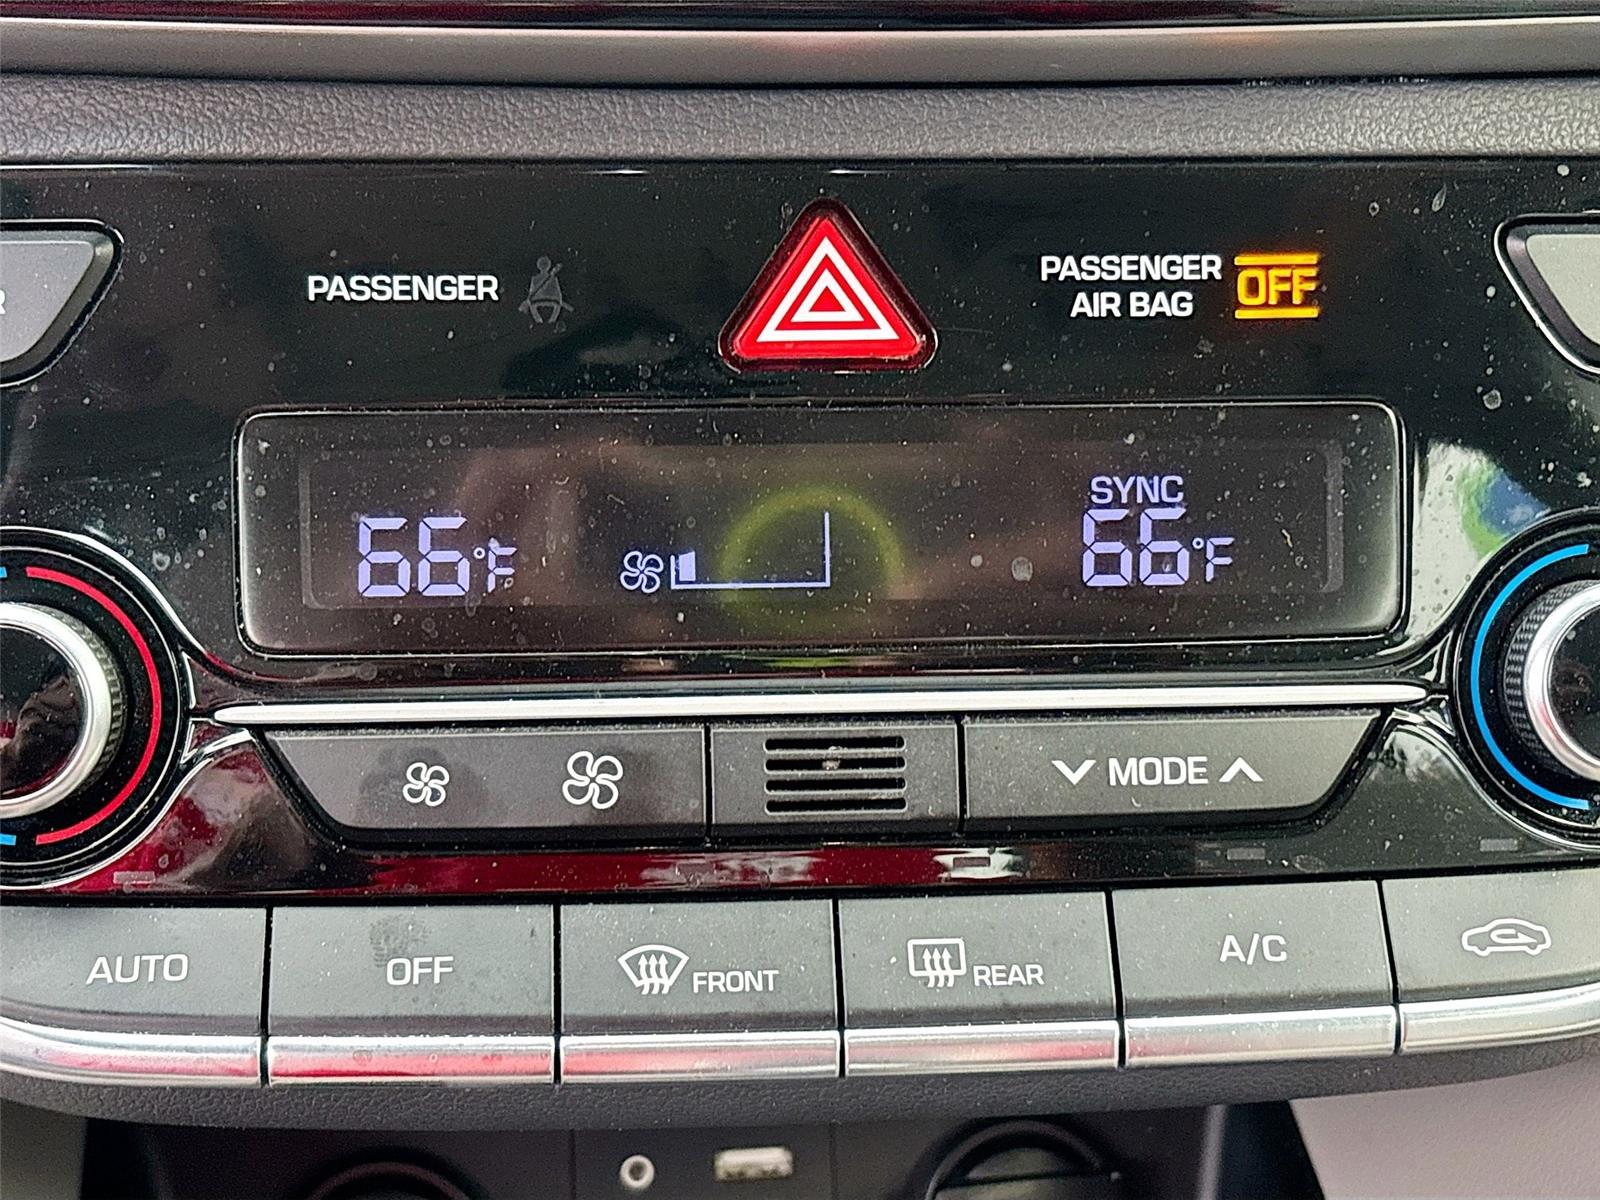 PASSENGER
PASSENGER
AIR BAG
OFF
SYNC
66°F
66°F
MODE
AUTO
OFF
FRONT
REAR
A/C